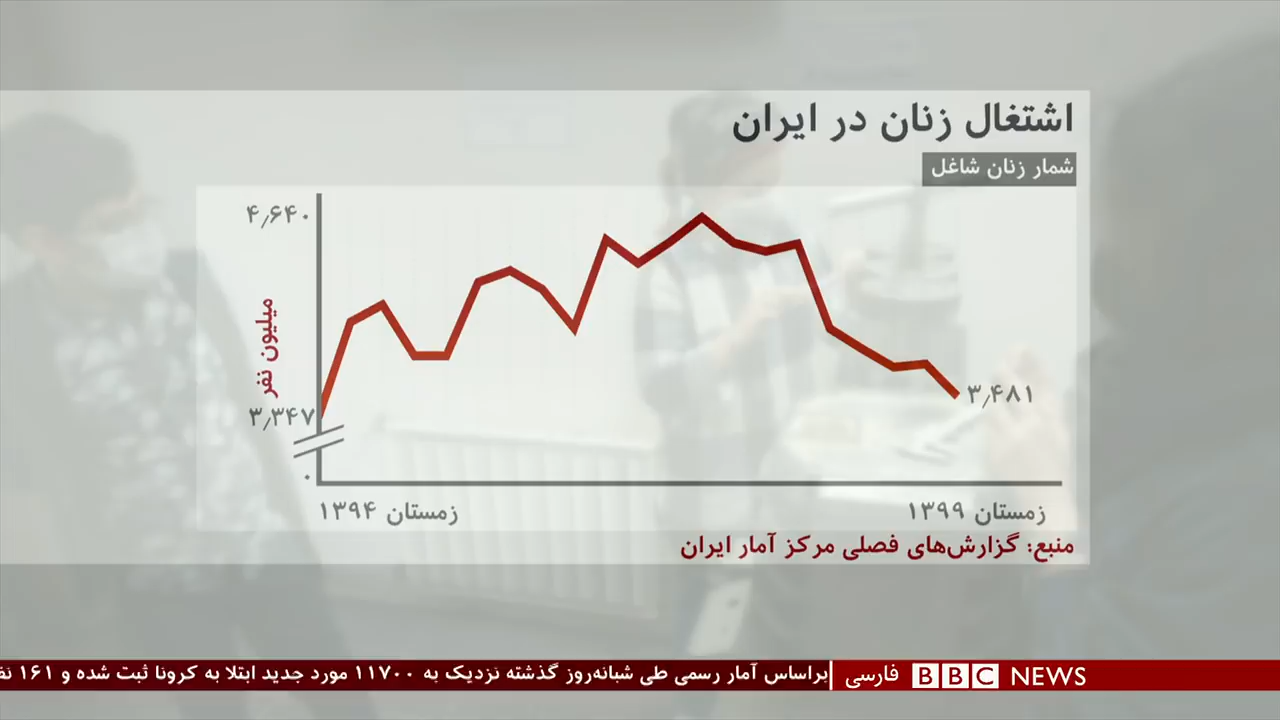 اشتغال زنان در ایران
شمار زنان شاغل
۴٫۶۴۰
میلیون نفر
۳٫۳۴۷
۳٫۴۸۱
۰
زمستان ۱۳۹۴
زمستان ۱۳۹۹
منبع: گزارش‌های فصلی مرکز آمار ایران
BBC NEWS فارسی
براساس آمار رسمی طی شبانه‌روز گذشته نزدیک به ۱۱۷۰۰ مورد جدید ابتلا به کرونا ثبت شده و ۱۶۱